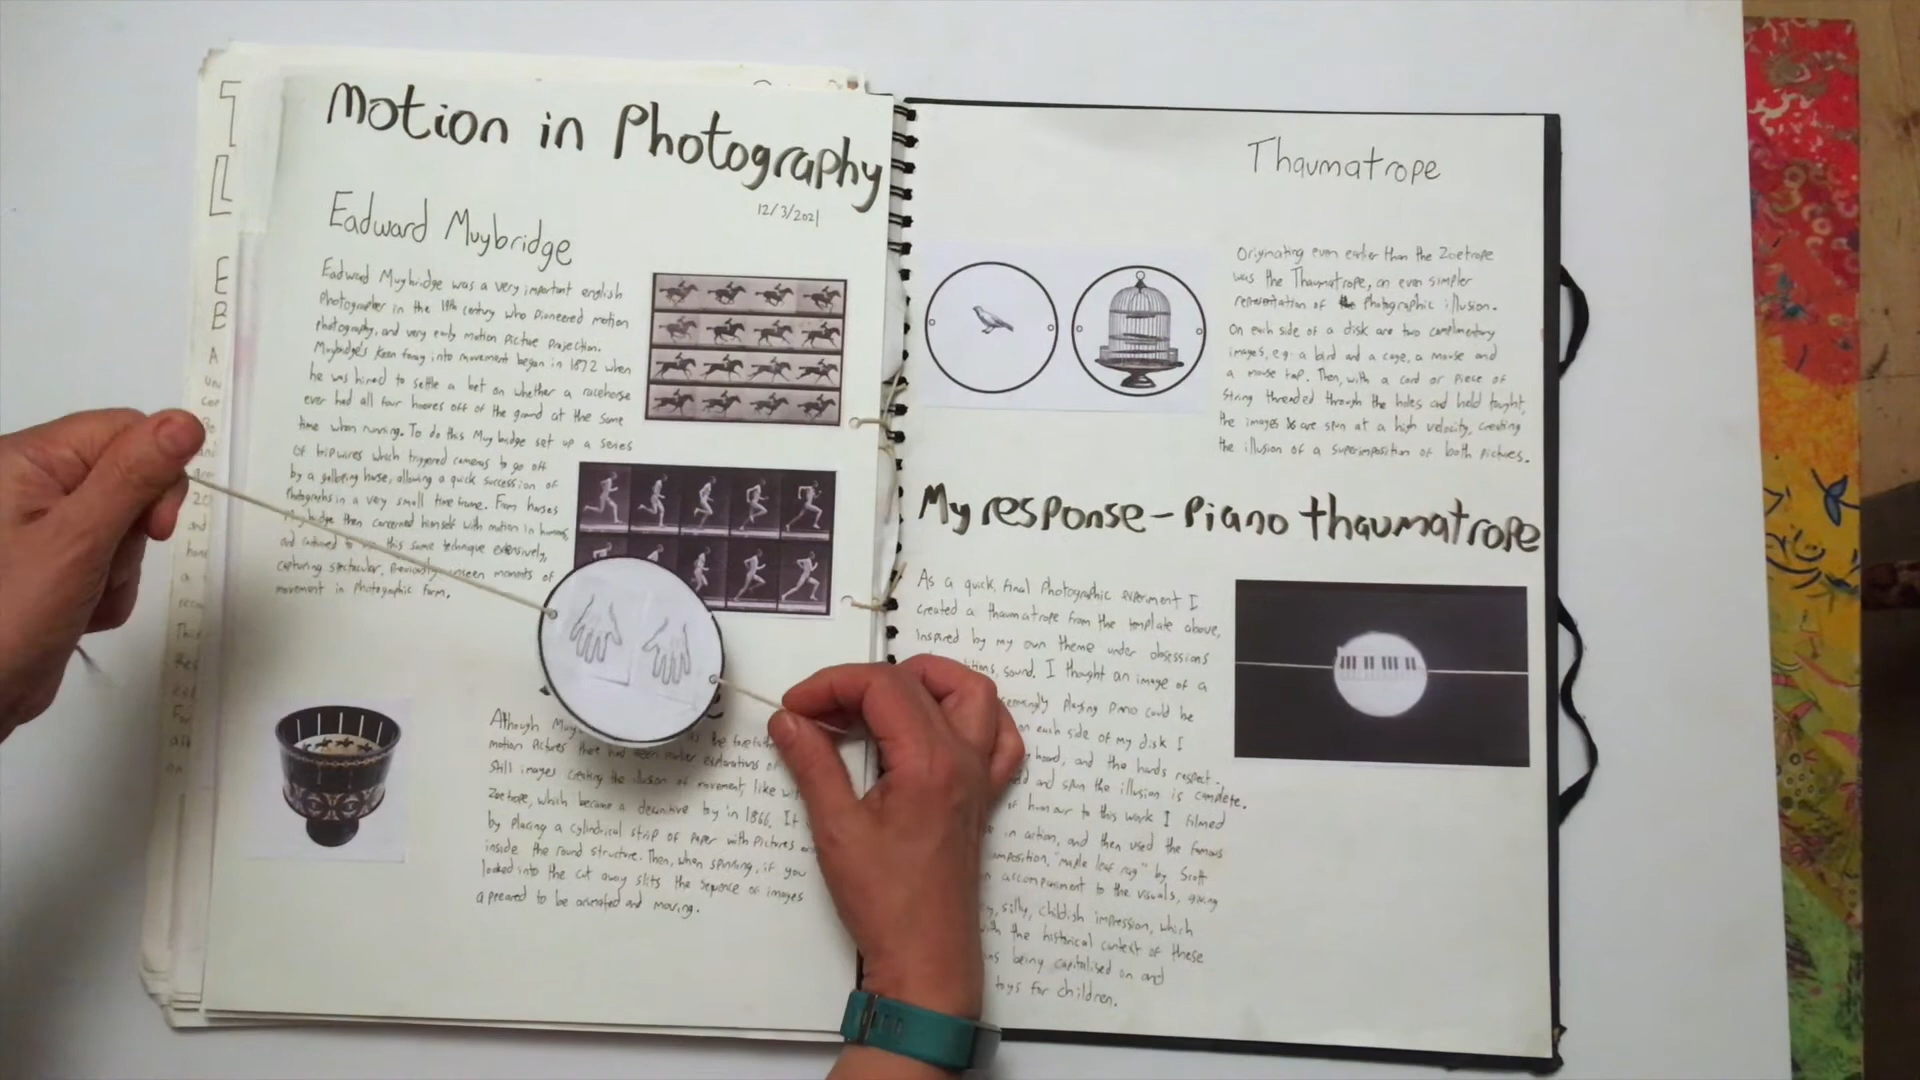 Motion in Photography
12/3/2021
Eadward Muybridge
Eadward Muybridge was a very important english
Photographer in the 19th century who pioneered motion
photography, and very early motion picture projection.
Muybridge's keen foray into movement began in 1872 when
he was hired to settle a bet on whether a racehorse
ever had all four hooves off of the ground at the same
time when running. To do this Muybridge set up a series
of tripwires which triggered cameras to go off
by a galloping horse, allowing a quick succession of
Photographs in a very small time frame. From horses
Muybridge then concerned himself with motion in humans,
and continued to use this same technique extensively,
capturing spectacular, previously unseen moments of
movement in Photographic form.
Although
motion pictures there had been earlier explorations of
Still images creating the illusion of movement, like
Zoetrope, which became a definitive toy in 1866. It
by placing a cylindrical strip of paper with pictures
inside the round structure. Then, when spinning, if you
looked into the cut away slits the sequence of images
appeared to be animated and moving.
Thaumatrope
Originating even earlier than the Zoetrope
was the Thaumatrope, an even simpler
representation of photographic illusion.
On each side of a disk are two complimentary
images, e.g. a bird and a cage, a mouse and
a mouse trap. Then, with a cord or piece of
string threaded through the holes and held taught,
the images are spun at a high velocity, creating
the illusion of a superimposition of both pictures.
My response - Piano thaumatrope
As a quick, final photographic experiment I
created a thaumatrope from the template above,
inspired by my own theme under obsessions
sound. I thought an image of a
seemingly playing piano could be
on each side of my disk I
and the hands respect.
and spun the illusion is complete.
of humour to this work I filmed
in action, and then used the famous
composition, "maple leaf rag" by Scott
accompaniment to the visuals, giving
silly, childish impression, which
with the historical context of these
being capitalised on and
toys for children.